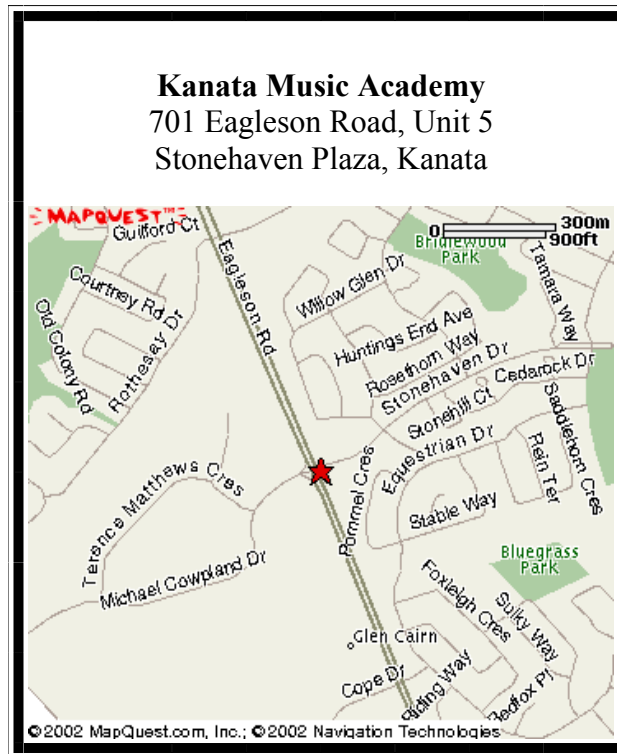 Kanata Music Academy
701 Eagleson Road, Unit 5
Stonehaven Plaza, Kanata
MAPQUEST™
0 300m
900ft
Guilford Ct
Eagleson Rd
Bridlewood
Park
Tamara Way
Courtney Rd
Willow Glen Dr
Old Colony Rd
Rothesay Dr
Huntings End Ave
Rosethorn Way
Stonehaven Dr
Cedarock Dr
Stonehill Ct
Saddlehorn Cres
Equestrian Dr
Rein Ter
Pommel Cres
Terence Matthews Cres
Stable Way
Michael Cowpland Dr
Bluegrass
Park
Foxleigh Cres
Sulky Way
Glen Cairn
Cope Dr
Riding Way
Redfox Pl
©2002 MapQuest.com, Inc.; ©2002 Navigation Technologies